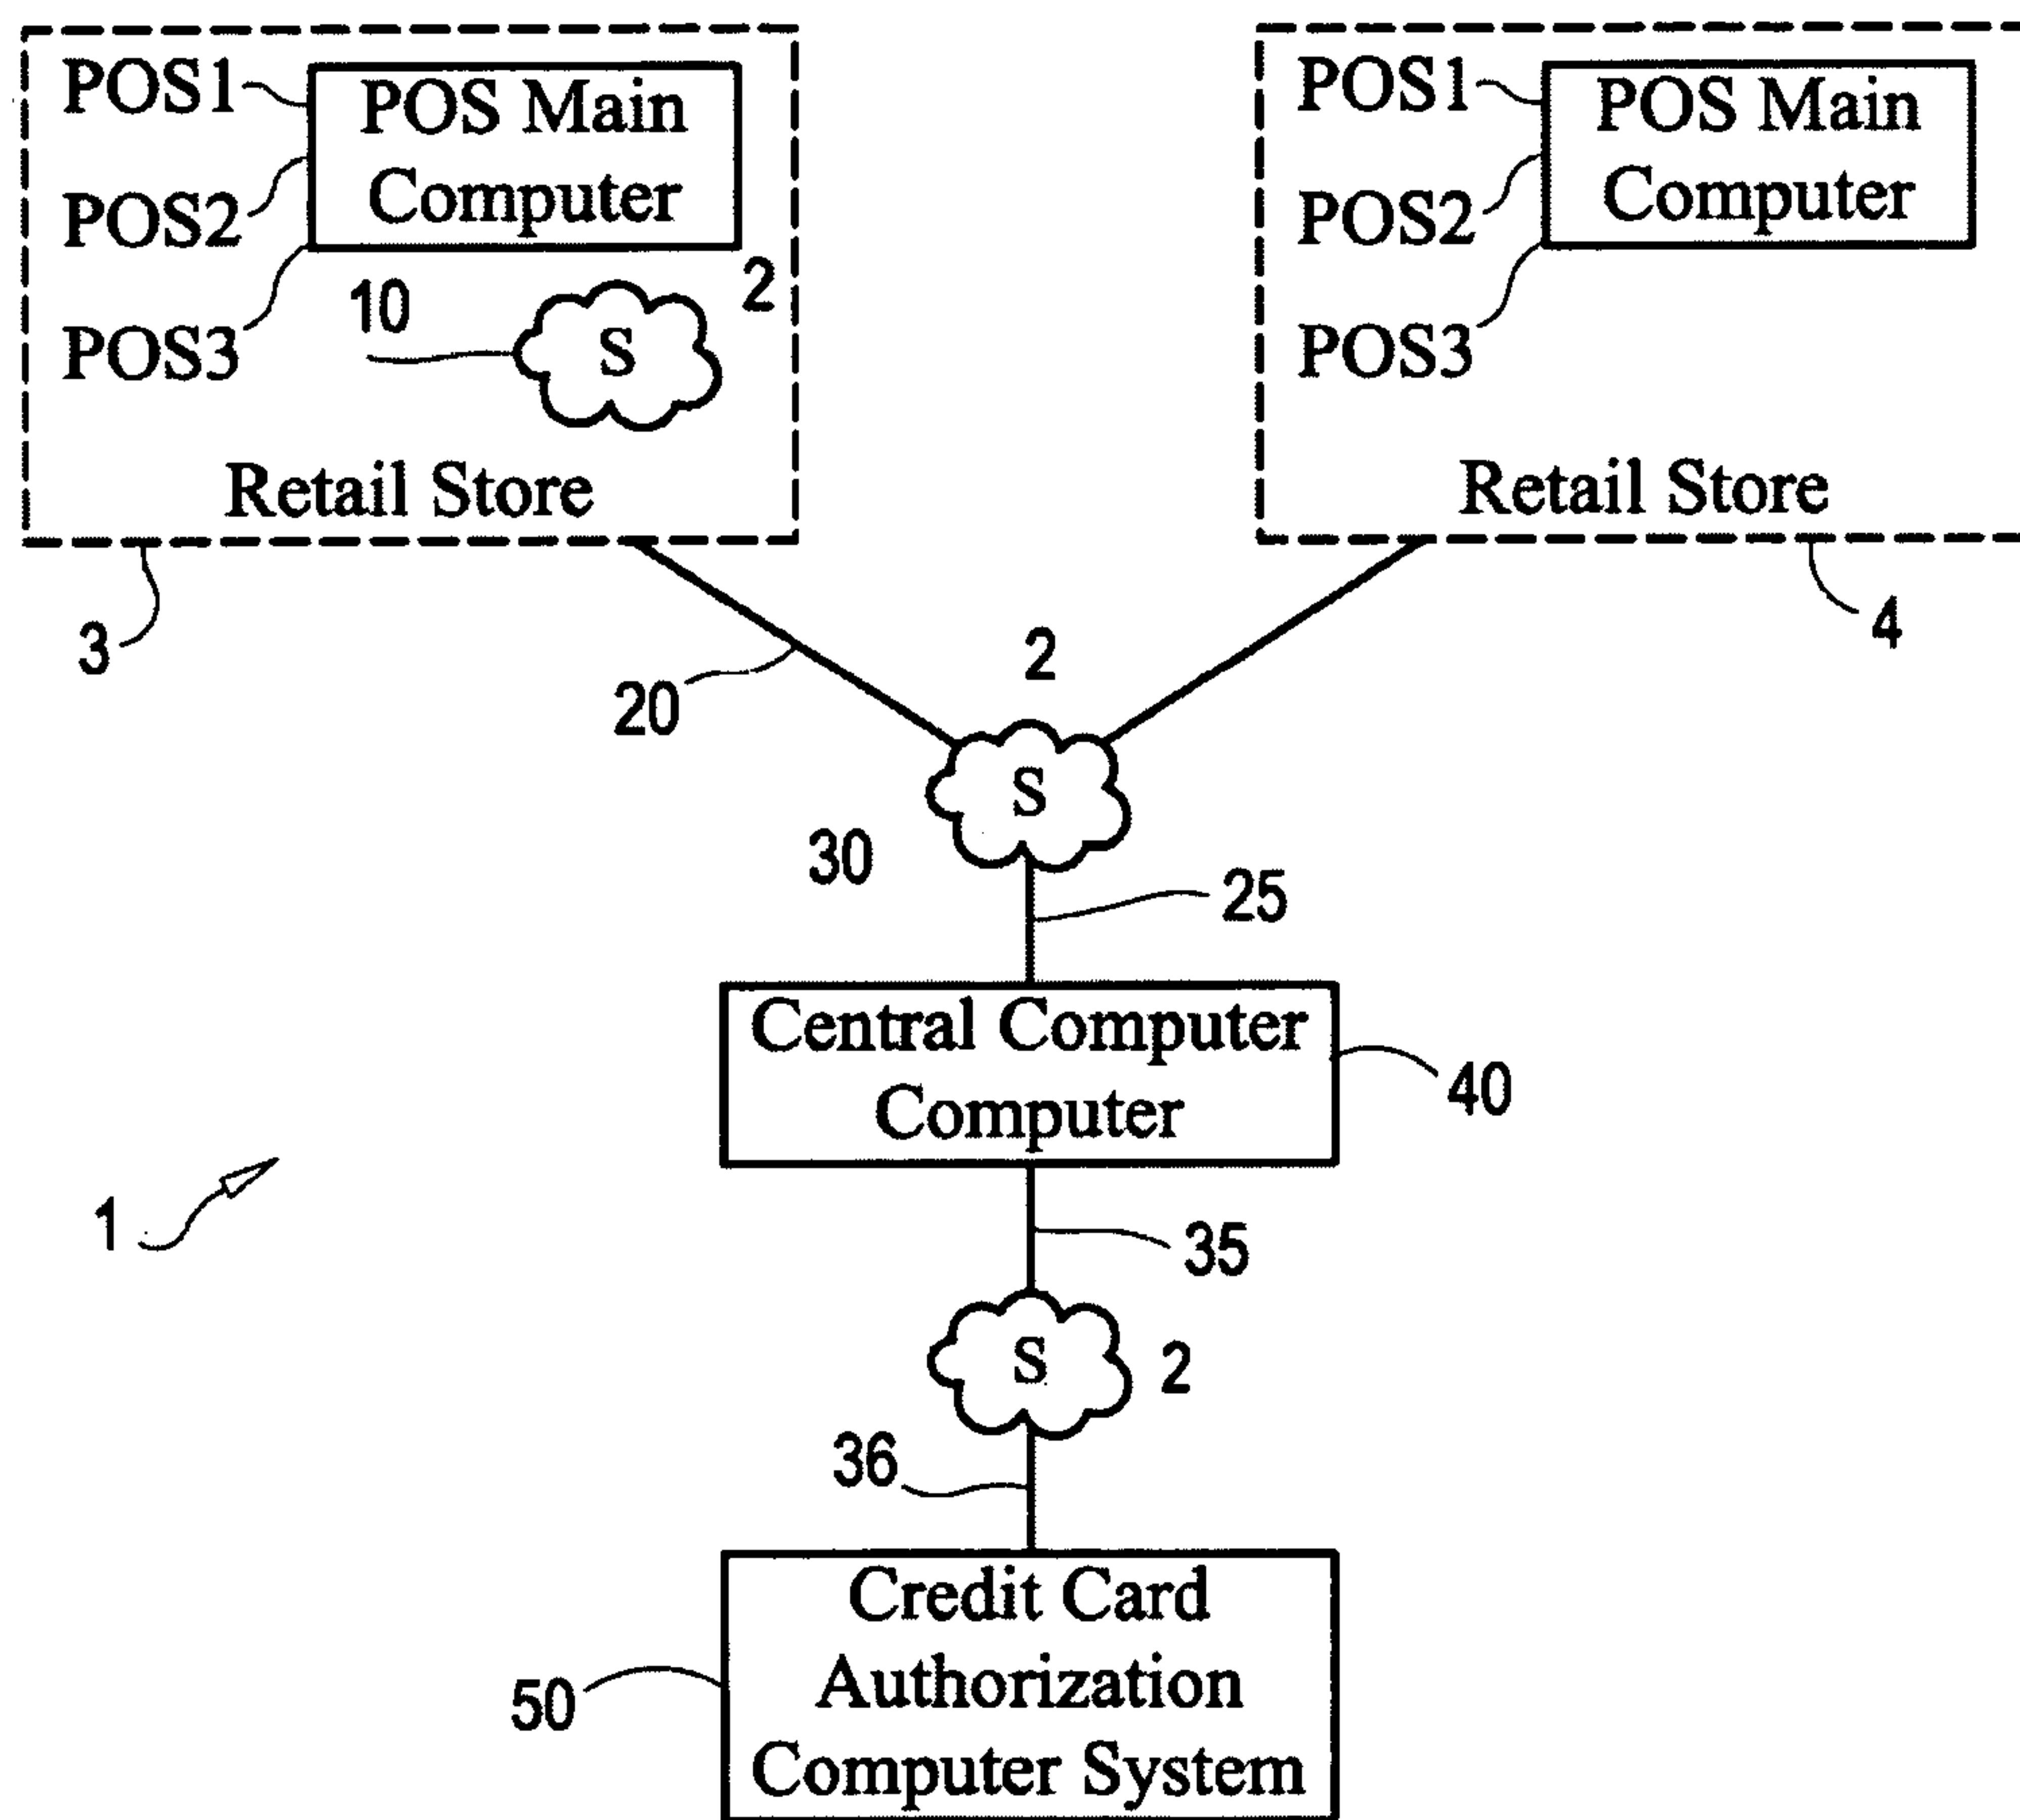 POS1
POS Main
Computer
POS2
POS3
10
S
2
Retail Store
3
POS1
POS Main
Computer
POS2
POS3
Retail Store
4
20
2
S
30
25
Central Computer
Computer
40
1
35
S
2
36
Credit Card
Authorization
Computer System
50